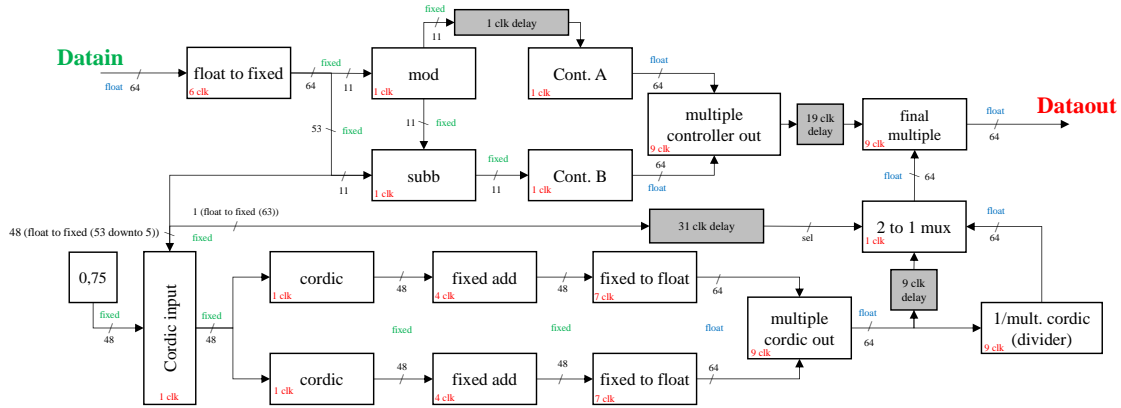 1 clk delay
fixed
11
Datain
float
64
float to fixed
6 clk
fixed
64
11
mod
1 clk
Cont. A
1 clk
float
64
multiple
controller out
9 clk
19 clk
delay
final
multiple
9 clk
float
64
Dataout
53
fixed
11
fixed
11
subb
1 clk
fixed
11
Cont. B
1 clk
64
float
float
64
1 (float to fixed (63))
48 (float to fixed (53 downto 5))
fixed
31 clk delay
sel
2 to 1 mux
1 clk
float
64
0,75
fixed
48
Cordic input
1 clk
fixed
48
cordic
1 clk
48
fixed add
4 clk
48
fixed to float
7 clk
64
9 clk
delay
fixed
fixed
float
multiple
cordic out
9 clk
float
64
1/mult. cordic
(divider)
9 clk
cordic
1 clk
48
fixed add
4 clk
48
fixed to float
7 clk
64